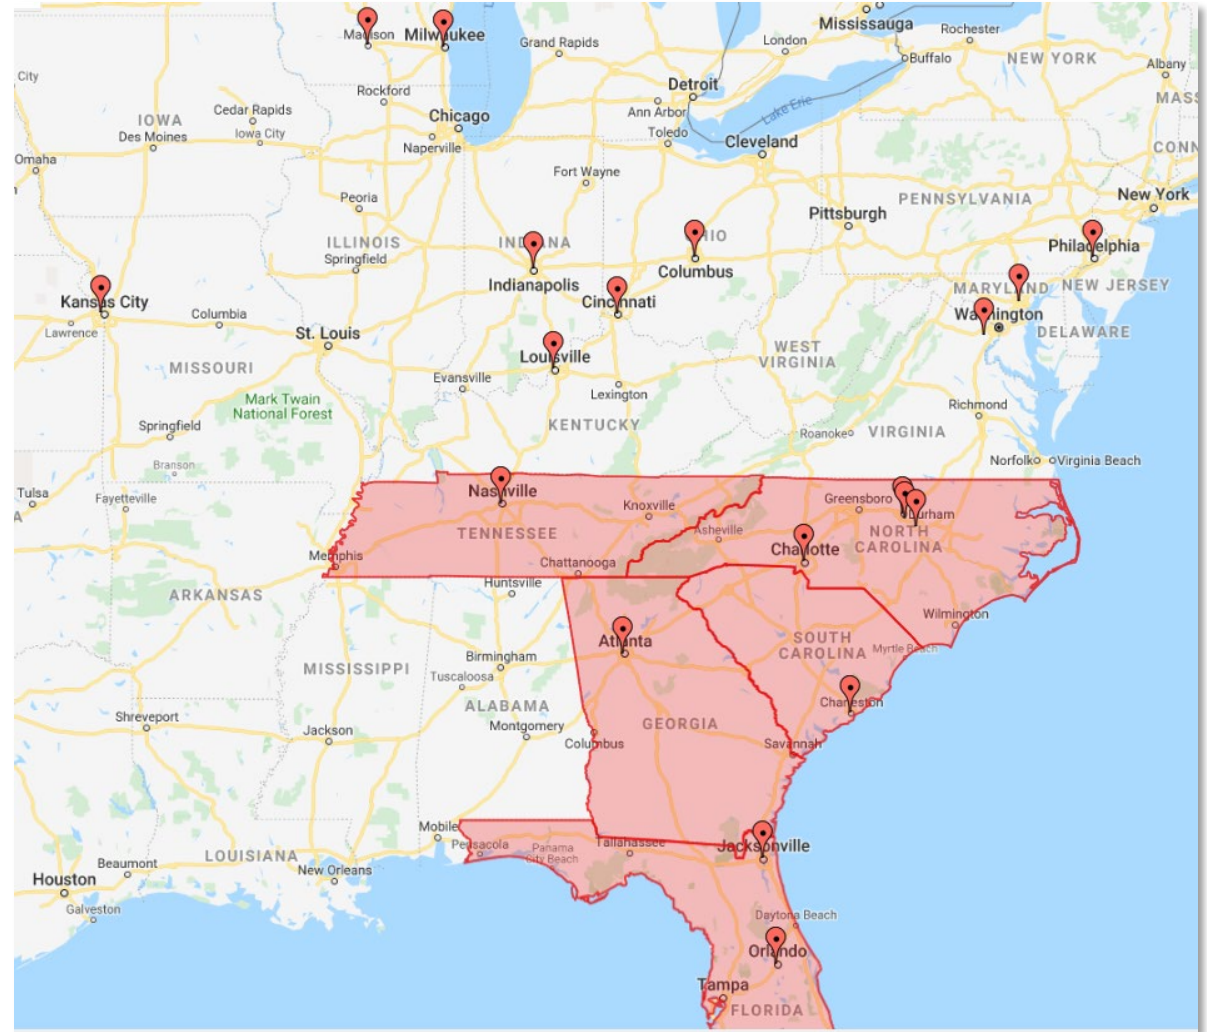 Mississauga
Madison
Milwaukee
Grand Rapids
London
Rochester
Buffalo
NEW YORK
Albany
City
Detroit
Rockford
Ann Arbor
Lake Erie
MASS
Cedar Rapids
IOWA
Chicago
Toledo
Des Moines
Iowa City
Naperville
Cleveland
CONN
Omaha
Fort Wayne
Peoria
PENNSYLVANIA
New York
Pittsburgh
ILLINOIS
INDIANA
OHIO
Philadelphia
Springfield
Columbus
Indianapolis
MARYLAND
NEW JERSEY
Kansas City
Cincinnati
Columbia
Washington
Lawrence
St. Louis
DELAWARE
WEST
VIRGINIA
Louisville
MISSOURI
Evansville
Lexington
Mark Twain
National Forest
Richmond
Springfield
KENTUCKY
Roanoke
VIRGINIA
Branson
Norfolk
Virginia Beach
Tulsa
Fayetteville
Nashville
Knoxville
Greensboro
Durham
A
TENNESSEE
Asheville
NORTH
CAROLINA
Memphis
Chattanooga
Charlotte
Huntsville
ARKANSAS
Wilmington
Atlanta
SOUTH
CAROLINA
Myrtle Beach
Birmingham
MISSISSIPPI
Tuscaloosa
Charleston
ALABAMA
Shreveport
Montgomery
GEORGIA
Jackson
Columbus
Savannah
Mobile
Pensacola
Panama
City Beach
Tallahassee
Jacksonville
LOUISIANA
Beaumont
New Orleans
Houston
Galveston
Daytona Beach
Orlando
Tampa
FLORIDA